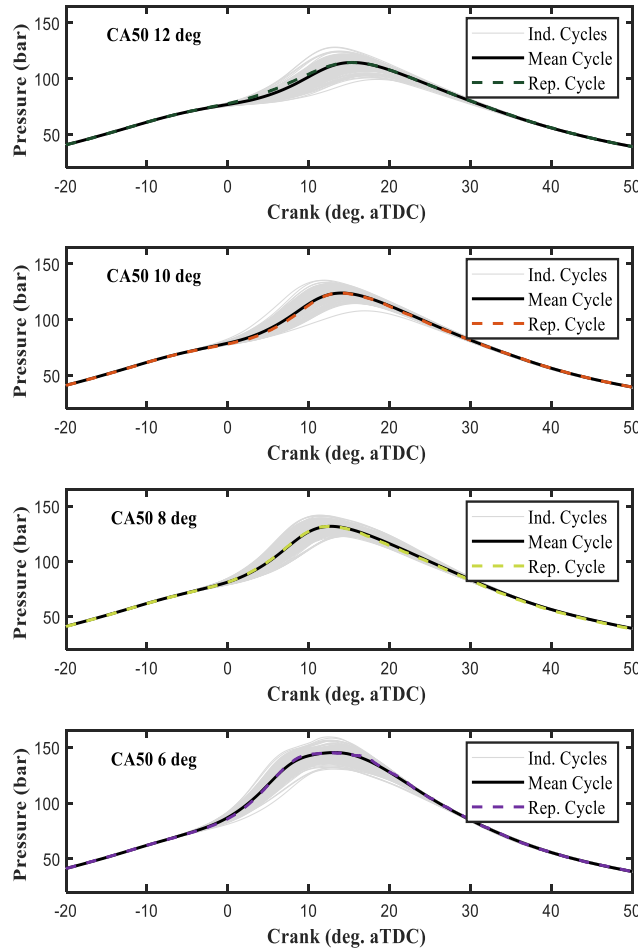 CA50 12 deg
Ind. Cycles
Mean Cycle
Rep. Cycle
Pressure (bar)
150
100
50
-20 -10 0 10 20 30 40 50
Crank (deg. aTDC)
CA50 10 deg
Ind. Cycles
Mean Cycle
Rep. Cycle
Pressure (bar)
150
100
50
-20 -10 0 10 20 30 40 50
Crank (deg. aTDC)
CA50 8 deg
Ind. Cycles
Mean Cycle
Rep. Cycle
Pressure (bar)
150
100
50
-20 -10 0 10 20 30 40 50
Crank (deg. aTDC)
CA50 6 deg
Ind. Cycles
Mean Cycle
Rep. Cycle
Pressure (bar)
150
100
50
-20 -10 0 10 20 30 40 50
Crank (deg. aTDC)